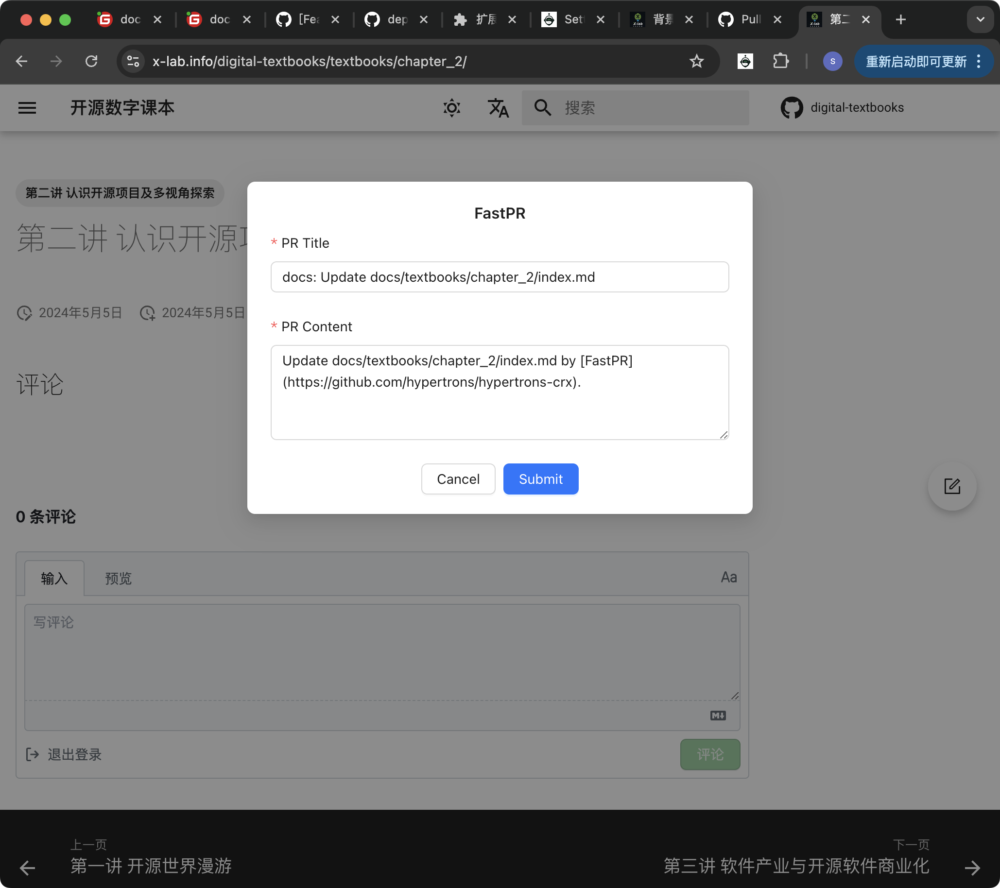 doc
doc
[Fea
dep
扩展
Set
背景
Pull
第二
x-lab.info/digital-textbooks/textbooks/chapter_2/
S
重新启动即可更新
开源数字课本
搜索
digital-textbooks
第二讲 认识开源项目及多视角探索
第二讲 认识开源项
2024年5月5日
2024年5月5日
评论
FastPR
* PR Title
docs: Update docs/textbooks/chapter_2/index.md
* PR Content
Update docs/textbooks/chapter_2/index.md by [FastPR]
(https://github.com/hypertrons/hypertrons-crx).
Cancel
Submit
0 条评论
输入
预览
Aa
写评论
M
退出登录
评论
上一页
第一讲 开源世界漫游
下一页
第三讲 软件产业与开源软件商业化